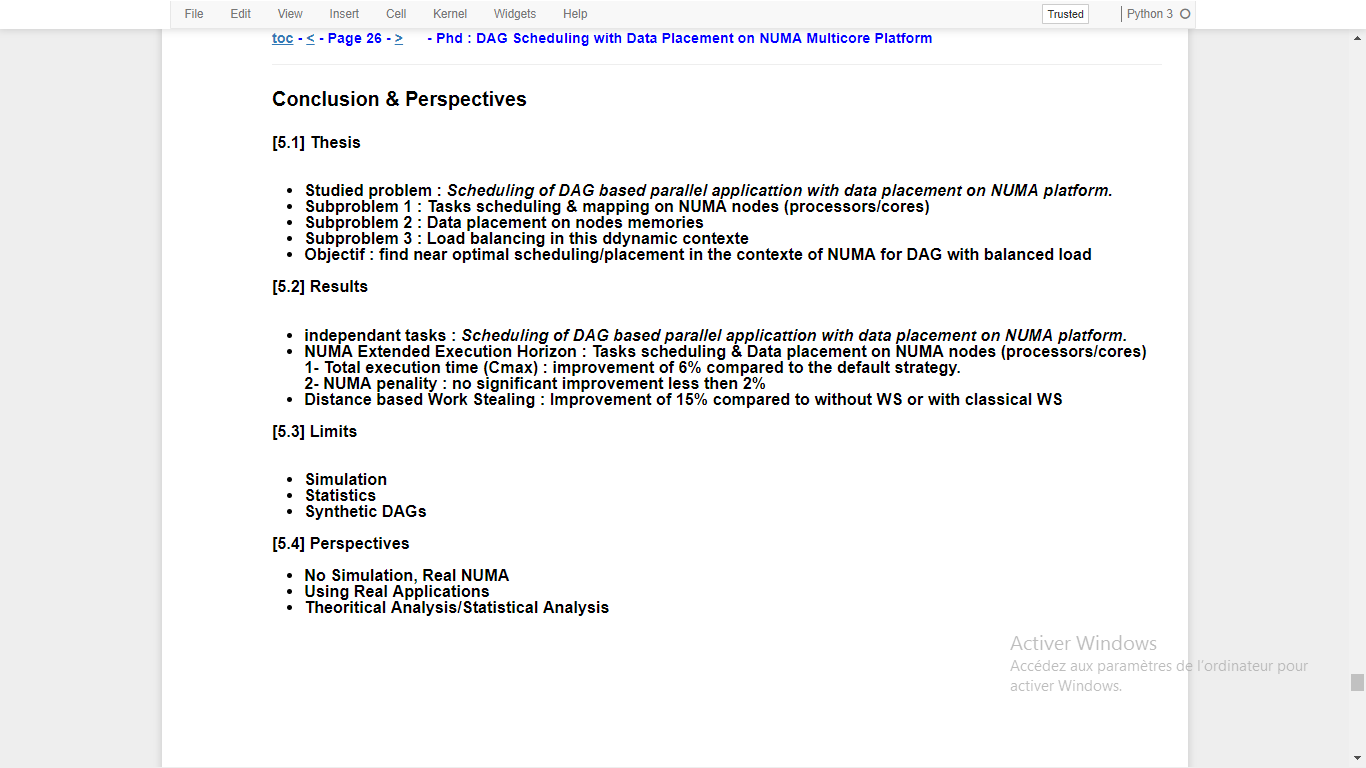 File Edit View Insert Cell Kernel Widgets Help Trusted Python 3
toc - < - Page 26 - > - Phd : DAG Scheduling with Data Placement on NUMA Multicore Platform
Conclusion & Perspectives
[5.1] Thesis
Studied problem : Scheduling of DAG based parallel applicattion with data placement on NUMA platform.
Subproblem 1 : Tasks scheduling & mapping on NUMA nodes (processors/cores)
Subproblem 2 : Data placement on nodes memories
Subproblem 3 : Load balancing in this ddynamic contexte
Objectif : find near optimal scheduling/placement in the contexte of NUMA for DAG with balanced load
[5.2] Results
independant tasks : Scheduling of DAG based parallel applicattion with data placement on NUMA platform.
NUMA Extended Execution Horizon : Tasks scheduling & Data placement on NUMA nodes (processors/cores)
1- Total execution time (Cmax) : improvement of 6% compared to the default strategy.
2- NUMA penality : no significant improvement less then 2%
Distance based Work Stealing : Improvement of 15% compared to without WS or with classical WS
[5.3] Limits
Simulation
Statistics
Synthetic DAGs
[5.4] Perspectives
No Simulation, Real NUMA
Using Real Applications
Theoritical Analysis/Statistical Analysis
Activer Windows
Accédez aux paramètres de l'ordinateur pour
activer Windows.